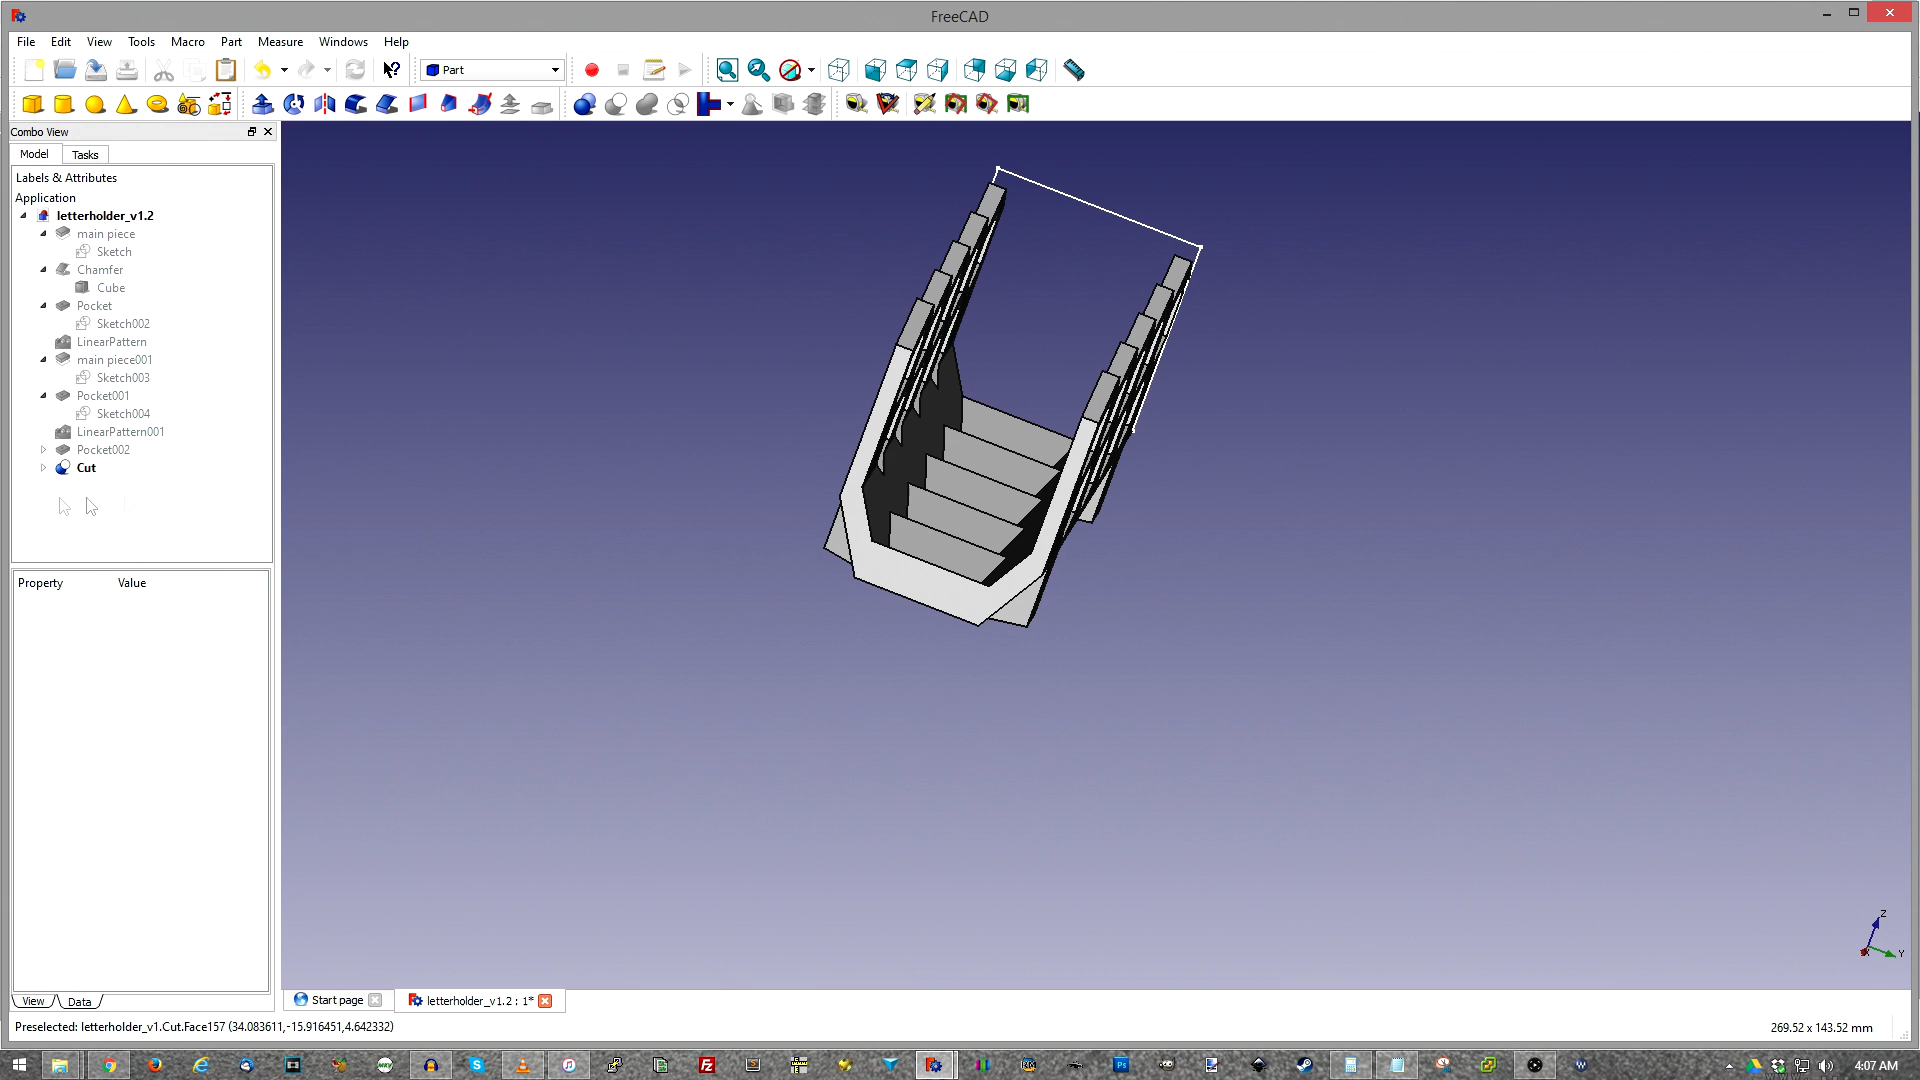 FreeCAD
File Edit View Tools Macro Part Measure Windows Help
Part
Combo View
Model Tasks
Labels & Attributes
Application
letterholder_v1.2
main piece
Sketch
Chamfer
Cube
Pocket
Sketch002
LinearPattern
main piece001
Sketch003
Pocket001
Sketch004
LinearPattern001
Pocket002
Cut
Property Value
Z
Y
View Data
Start page letterholder_v1.2 : 1*
Preselected: letterholder_v1.Cut.Face157 (34.083611,-15.916451,4.642332)
269.52 x 143.52 mm
4:07 AM